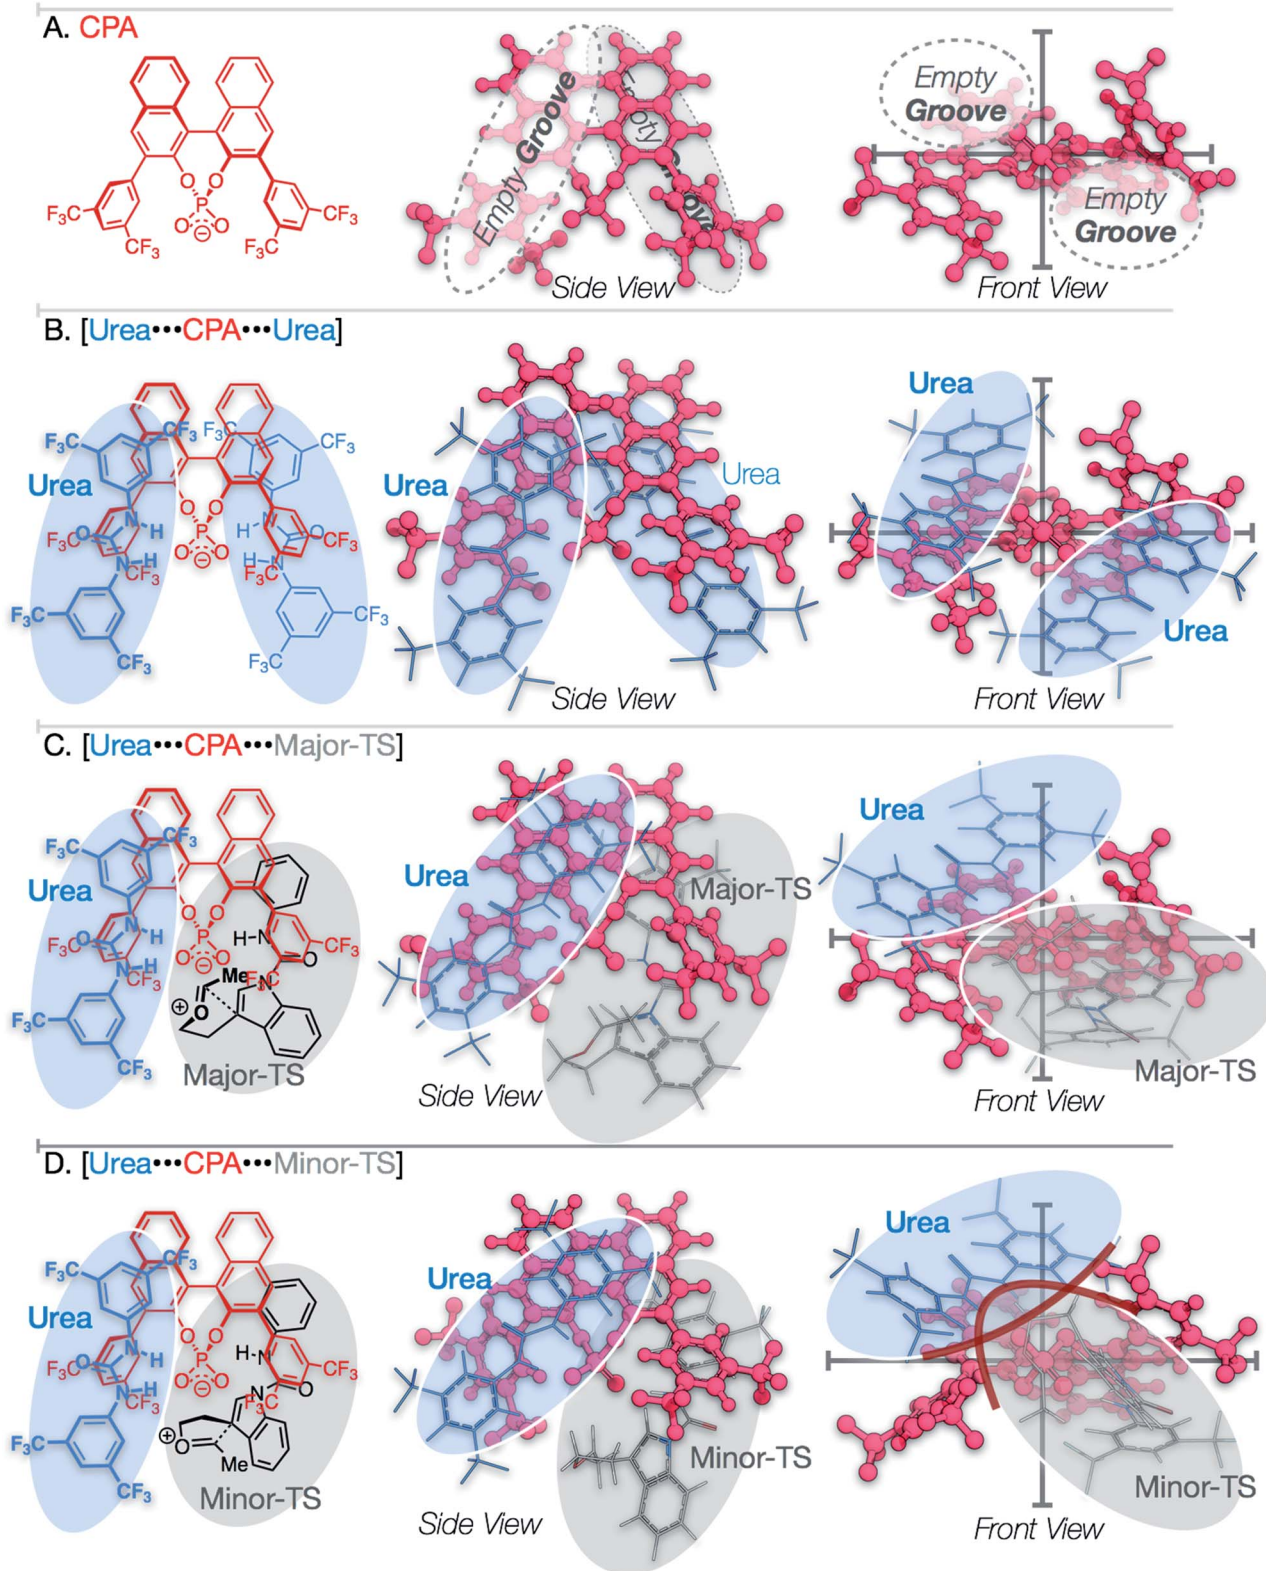 A. CPA
O
O
P
O
O
⊖
F₃C
CF₃
CF₃
F₃C
Empty Groove
Empty Groove
Side View
Empty
Groove
Empty
Groove
Front View
B. [Urea•••CPA•••Urea]
F₃C
CF₃
F₃C
CF₃
Urea
O
O
P
O
O
⊖
N-H
O
N-H
H
O
H-N
F₃C
CF₃
CF₃
F₃C
F₃C
CF₃
CF₃
F₃C
Urea
Urea
Side View
Urea
Urea
Front View
C. [Urea•••CPA•••Major-TS]
F₃C
CF₃
Urea
O
O
P
O
O
⊖
N-H
O
N-H
H-N
O
F₃C
CF₃
CF₃
F₃C
Me
N
O
⊕
F₃C
CF₃
Major-TS
Urea
Major-TS
Side View
Urea
Major-TS
Front View
D. [Urea•••CPA•••Minor-TS]
F₃C
CF₃
Urea
O
O
P
O
O
⊖
N-H
O
N-H
H-N
O
F₃C
CF₃
CF₃
F₃C
N
O
⊕
Me
F₃C
CF₃
Minor-TS
Urea
Minor-TS
Side View
Urea
Minor-TS
Front View